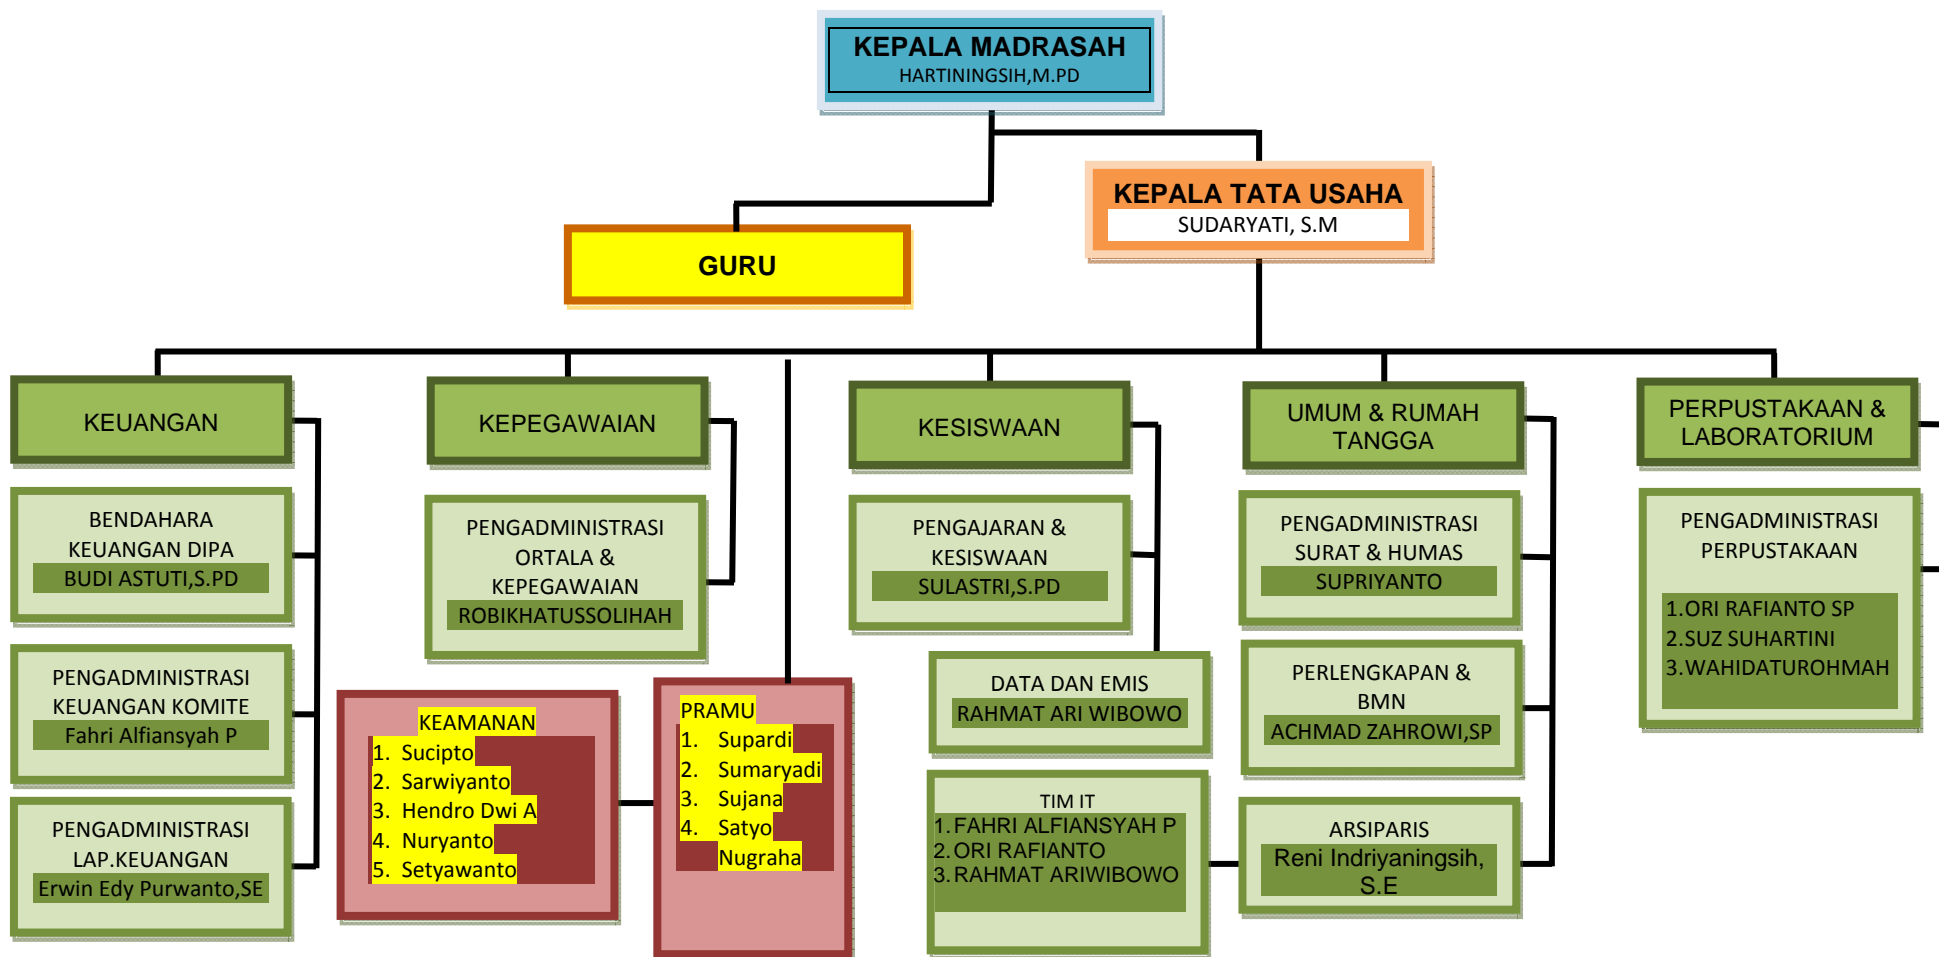 KEPALA MADRASAH
HARTININGSIH,M.PD
KEPALA TATA USAHA
SUDARYATI, S.M
GURU
KEUANGAN
BENDAHARA
KEUANGAN DIPA
BUDI ASTUTI,S.PD
PENGADMINISTRASI
KEUANGAN KOMITE
Fahri Alfiansyah P
PENGADMINISTRASI
LAP.KEUANGAN
Erwin Edy Purwanto,SE
KEPEGAWAIAN
PENGADMINISTRASI
ORTALA &
KEPEGAWAIAN
ROBIKHATUSSOLIHAH
KEAMANAN
1. Sucipto
2. Sarwiyanto
3. Hendro Dwi A
4. Nuryanto
5. Setyawanto
PRAMU
1. Supardi
2. Sumaryadi
3. Sujana
4. Satyo
Nugraha
KESISWAAN
PENGAJARAN &
KESISWAAN
SULASTRI,S.PD
DATA DAN EMIS
RAHMAT ARI WIBOWO
TIM IT
1.FAHRI ALFIANSYAH P
2.ORI RAFIANTO
3.RAHMAT ARIWIBOWO
UMUM & RUMAH
TANGGA
PENGADMINISTRASI
SURAT & HUMAS
SUPRIYANTO
PERLENGKAPAN &
BMN
ACHMAD ZAHROWI,SP
ARSIPARIS
Reni Indriyaningsih,
S.E
PERPUSTAKAAN &
LABORATORIUM
PENGADMINISTRASI
PERPUSTAKAAN
1.ORI RAFIANTO SP
2.SUZ SUHARTINI
3.WAHIDATUROHMAH